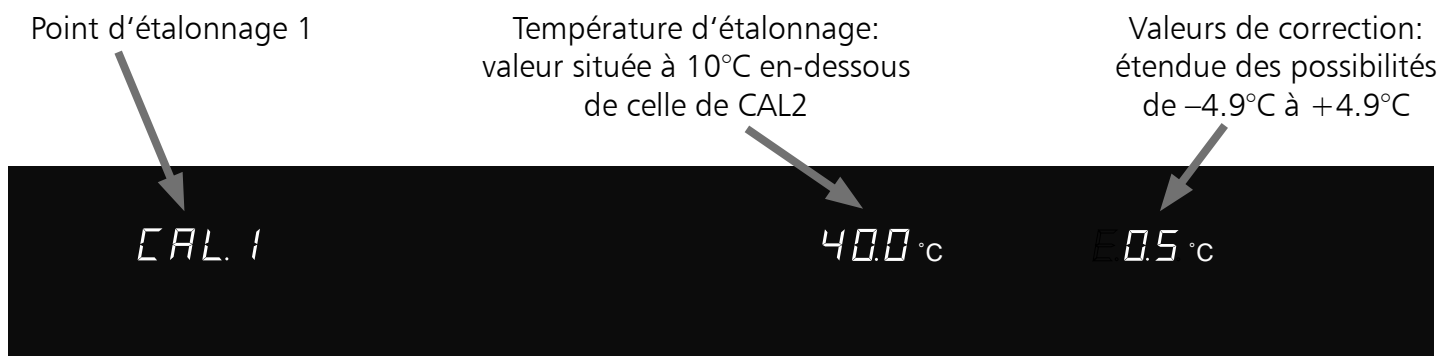 Point d‘étalonnage 1
Température d‘étalonnage:
valeur située à 10°C en-dessous
de celle de CAL2
Valeurs de correction:
étendue des possibilités
de –4.9°C à +4.9°C
CAL. 1
40.0 °C
0.5 °C